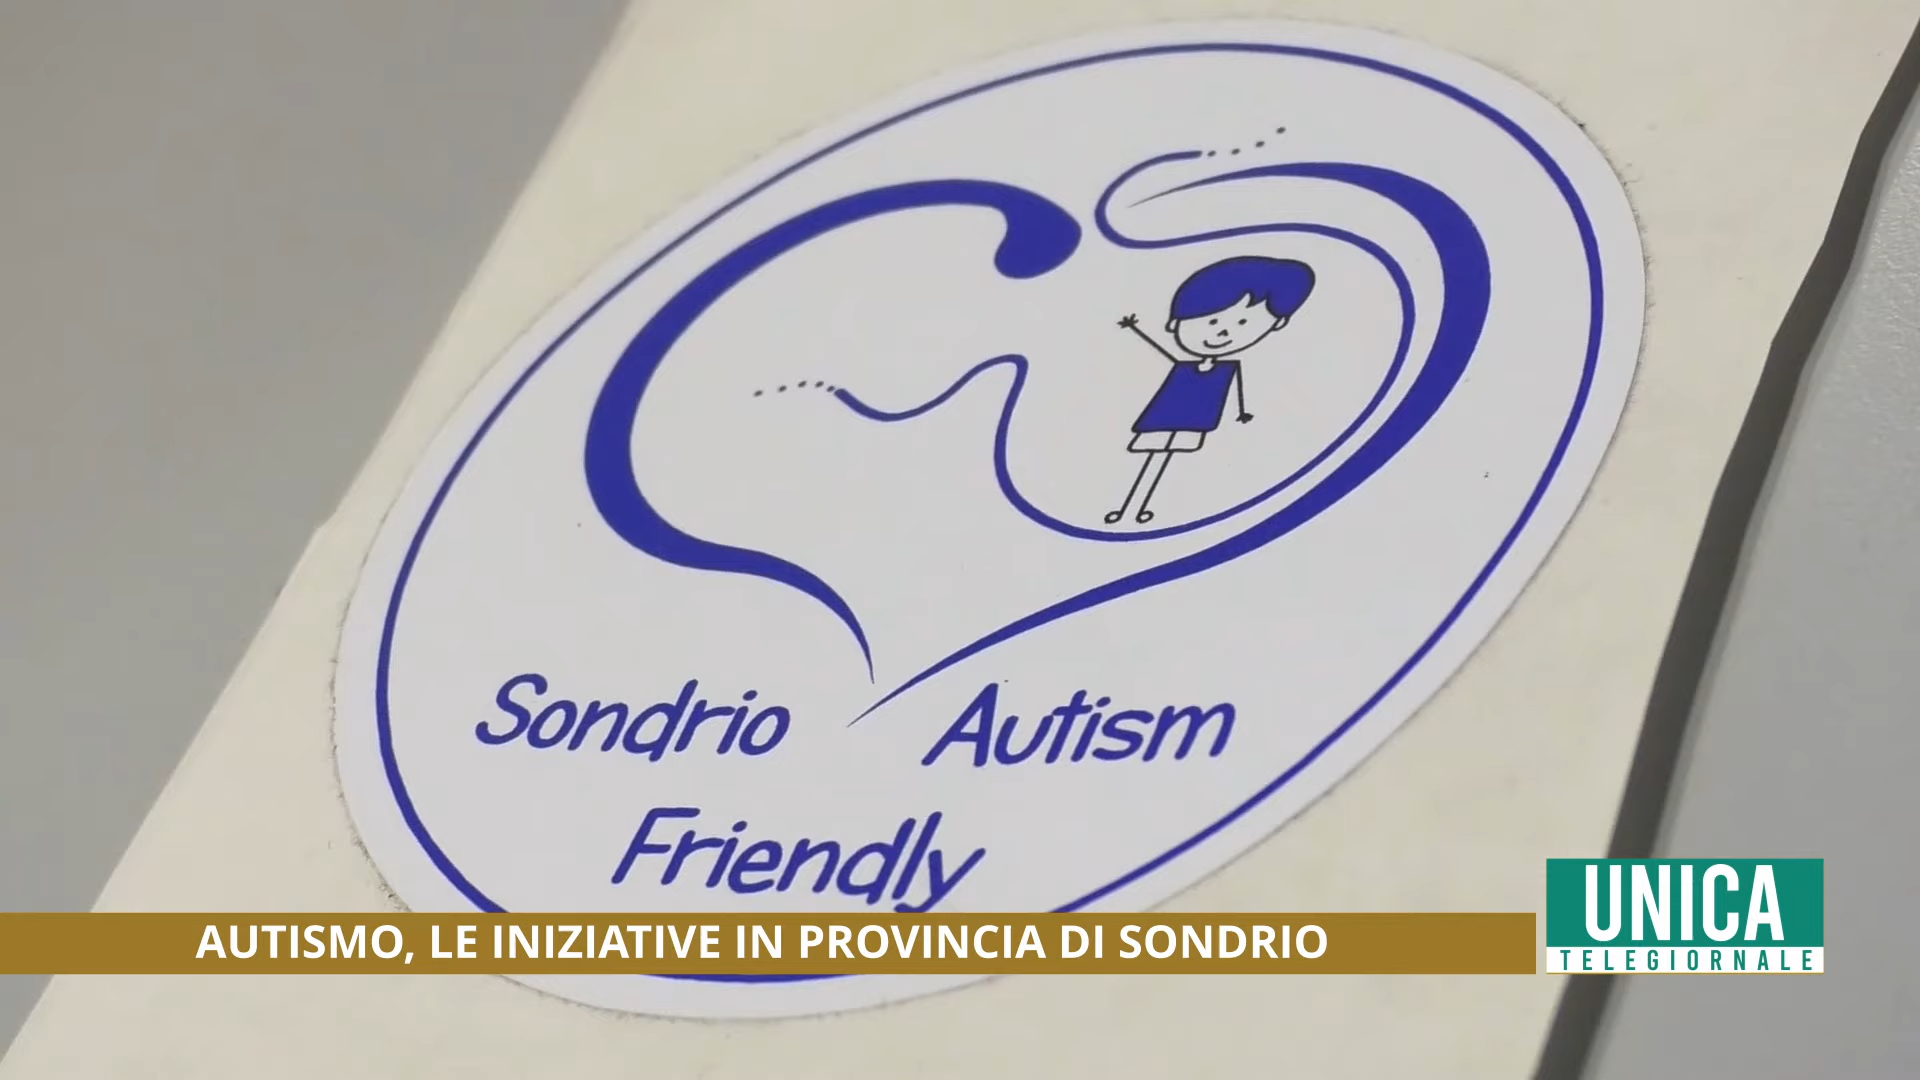 Sondrio Autism
Friendly
AUTISMO, LE INIZIATIVE IN PROVINCIA DI SONDRIO
UNICA
TELEGIORNALE